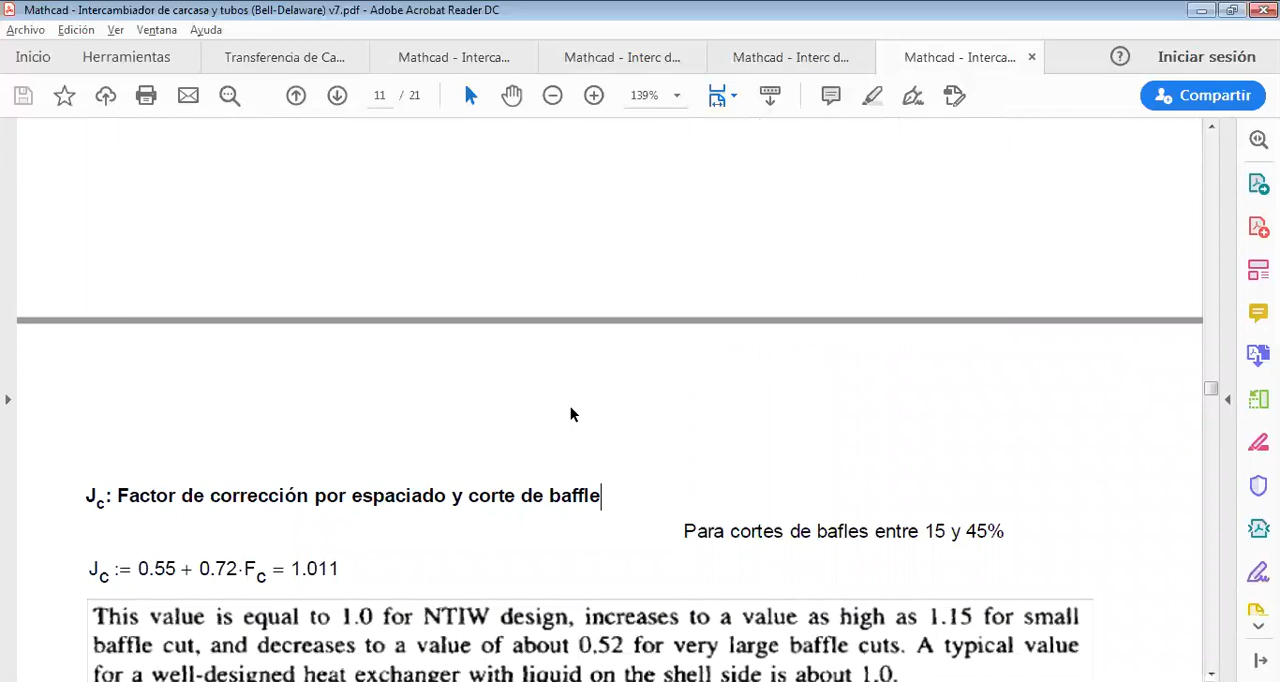 Mathcad - Intercambiador de carcasa y tubos (Bell-Delaware) v7.pdf - Adobe Acrobat Reader DC
Archivo Edición Ver Ventana Ayuda
Inicio Herramientas Transferencia de Ca... Mathcad - Interca... Mathcad - Interc d... Mathcad - Interc d... Mathcad - Interca... × Iniciar sesión
11 / 21 139% Compartir
Jc: Factor de corrección por espaciado y corte de baffle
Para cortes de bafles entre 15 y 45%
Jc := 0.55 + 0.72·Fc = 1.011
This value is equal to 1.0 for NTIW design, increases to a value as high as 1.15 for small
baffle cut, and decreases to a value of about 0.52 for very large baffle cuts. A typical value
for a well-designed heat exchanger with liquid on the shell side is about 1.0.